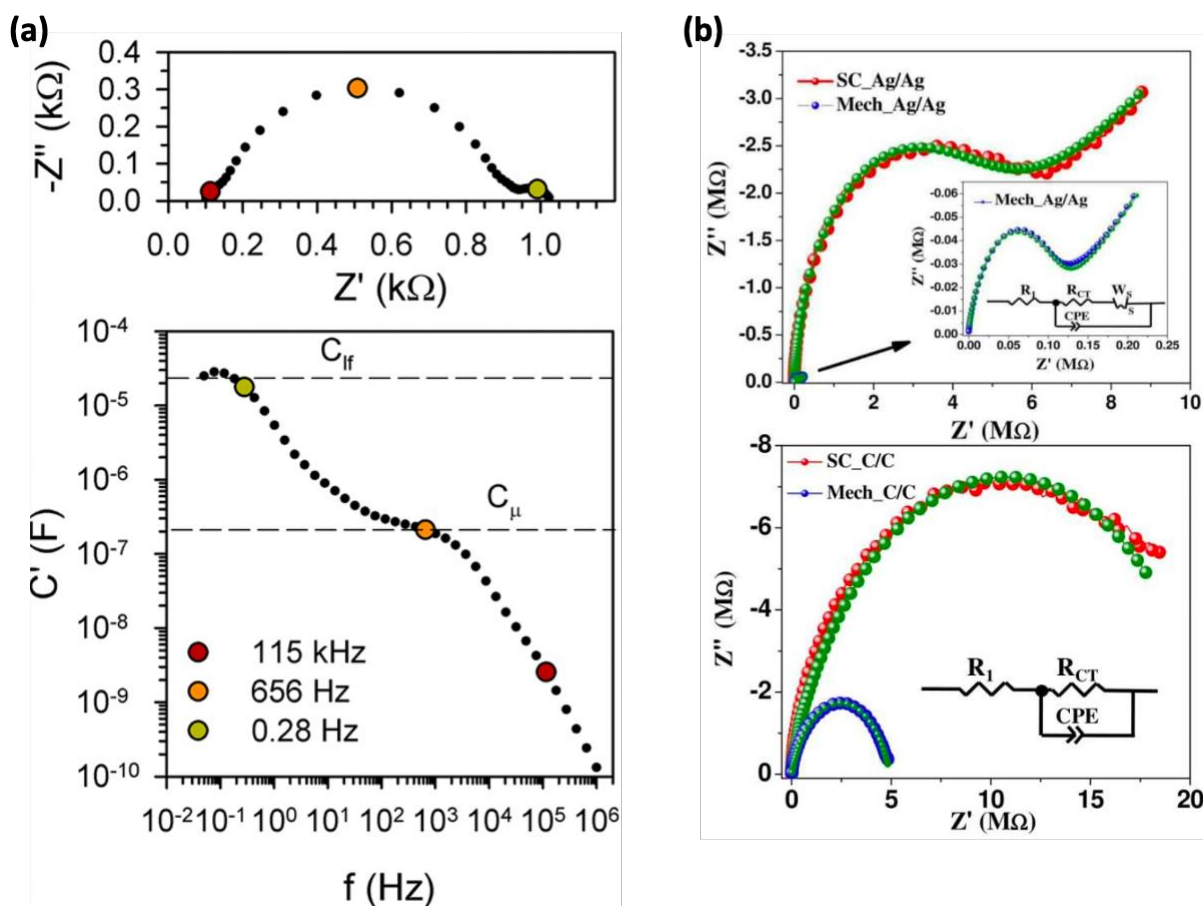 (a)
-Z" (kΩ)
0.4
0.3
0.2
0.1
0.0
0.0 0.2 0.4 0.6 0.8 1.0
Z' (kΩ)
C' (F)
10⁻⁴
10⁻⁵
10⁻⁶
10⁻⁷
10⁻⁸
10⁻⁹
10⁻¹⁰
C_lf
C_μ
115 kHz
656 Hz
0.28 Hz
10⁻² 10⁻¹ 10⁰ 10¹ 10² 10³ 10⁴ 10⁵ 10⁶
f (Hz)
(b)
Z" (MΩ)
-3.5
-3.0
-2.5
-2.0
-1.5
-1.0
-0.5
0.0
SC_Ag/Ag
Mech_Ag/Ag
Z" (MΩ)
-0.06
-0.05
-0.04
-0.03
-0.02
-0.01
0.00
Mech_Ag/Ag
R₁ R_CT W_S
S
CPE
0.00 0.05 0.10 0.15 0.20 0.25
Z' (MΩ)
0 2 4 6 8 10
Z' (MΩ)
Z" (MΩ)
-8
-6
-4
-2
0
SC_C/C
Mech_C/C
R₁ R_CT
CPE
0 5 10 15 20
Z' (MΩ)